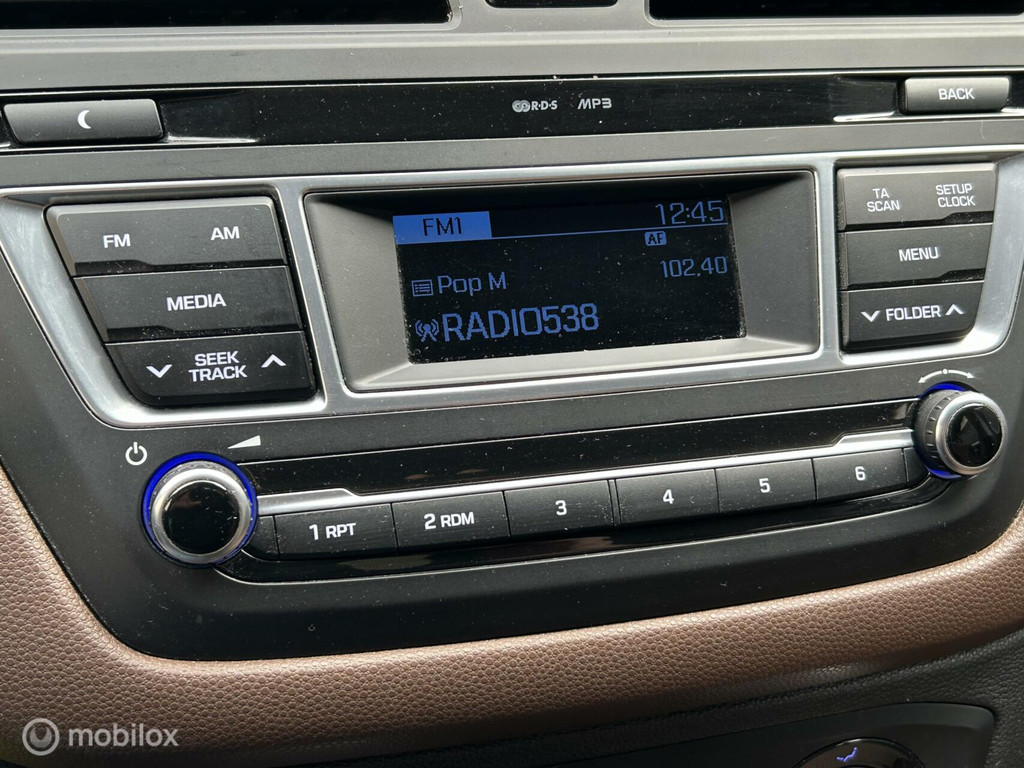 R·D·S MP3
BACK
FM AM
MEDIA
SEEK
TRACK
FM1 12:45
AF
Pop M 102.40
RADIO538
TA
SCAN
SETUP
CLOCK
MENU
FOLDER
1 RPT 2 RDM 3 4 5 6
mobilox